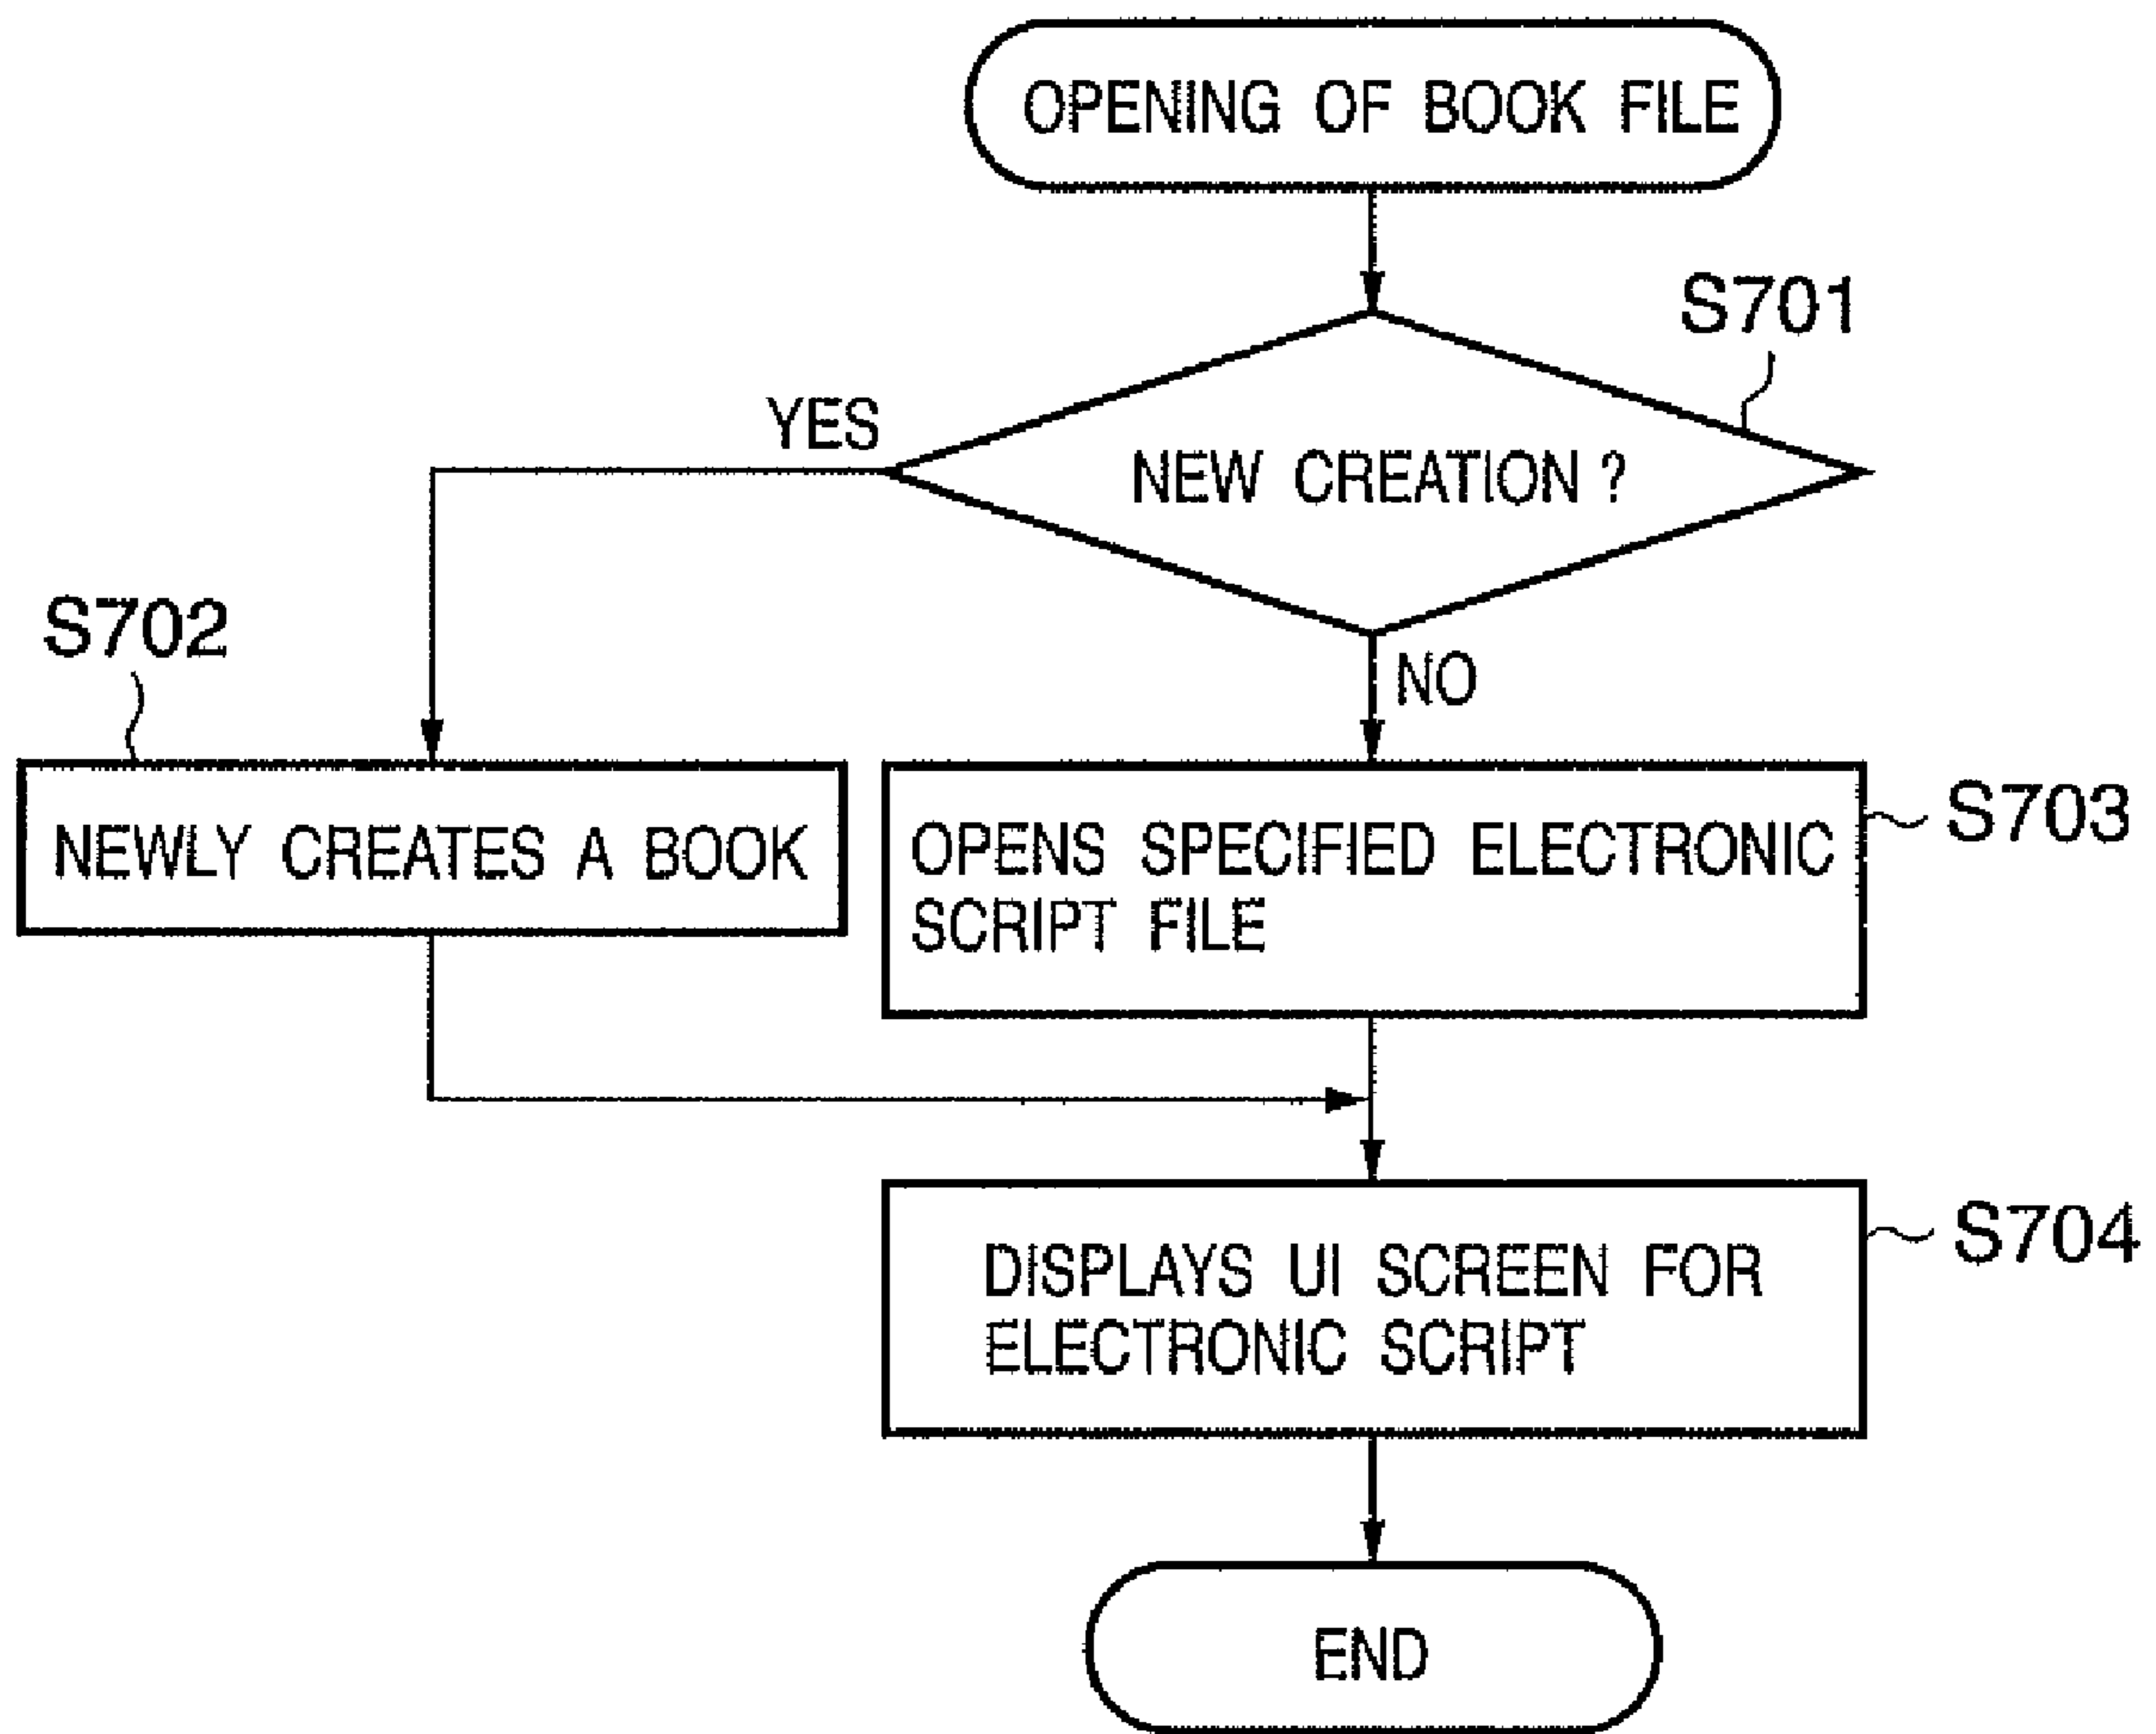 OPENING OF BOOK FILE
S701
YES
NEW CREATION ?
S702
NO
NEWLY CREATES A BOOK
OPENS SPECIFIED ELECTRONIC
SCRIPT FILE
S703
DISPLAYS UI SCREEN FOR
ELECTRONIC SCRIPT
S704
END